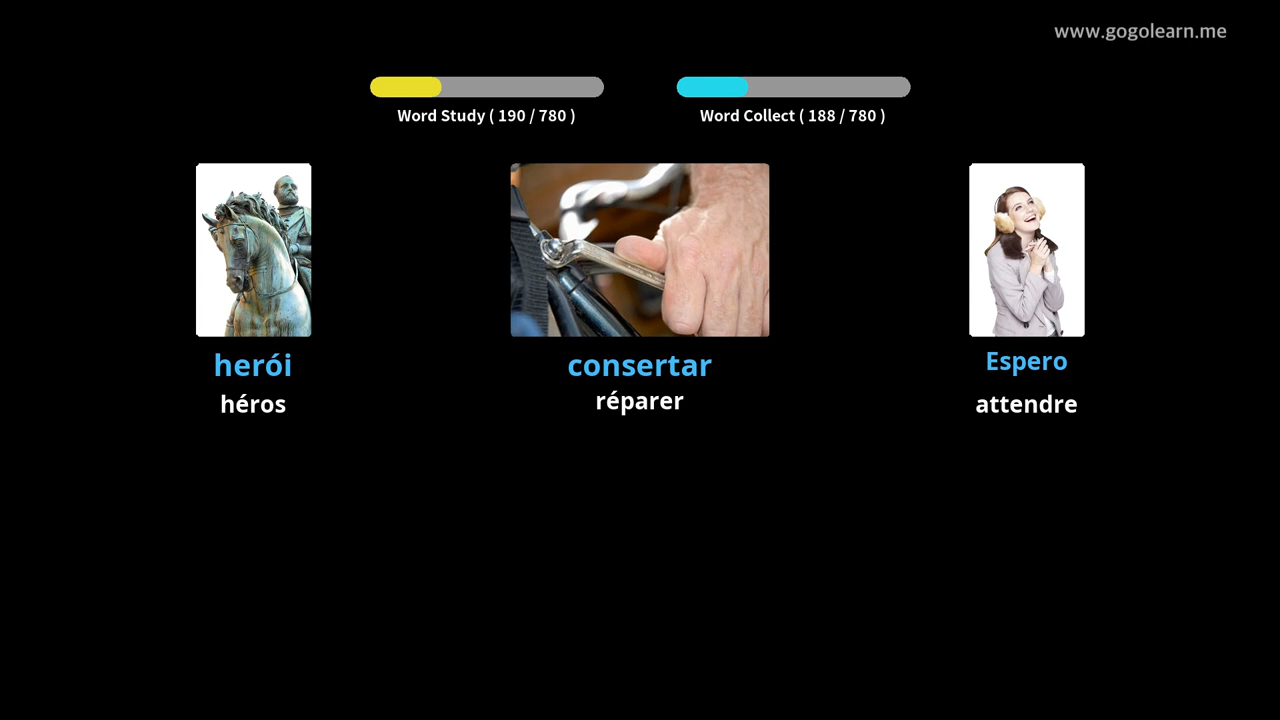 www.gogolearn.me
Word Study ( 190 / 780 )
Word Collect ( 188 / 780 )
herói
héros
consertar
réparer
Espero
attendre